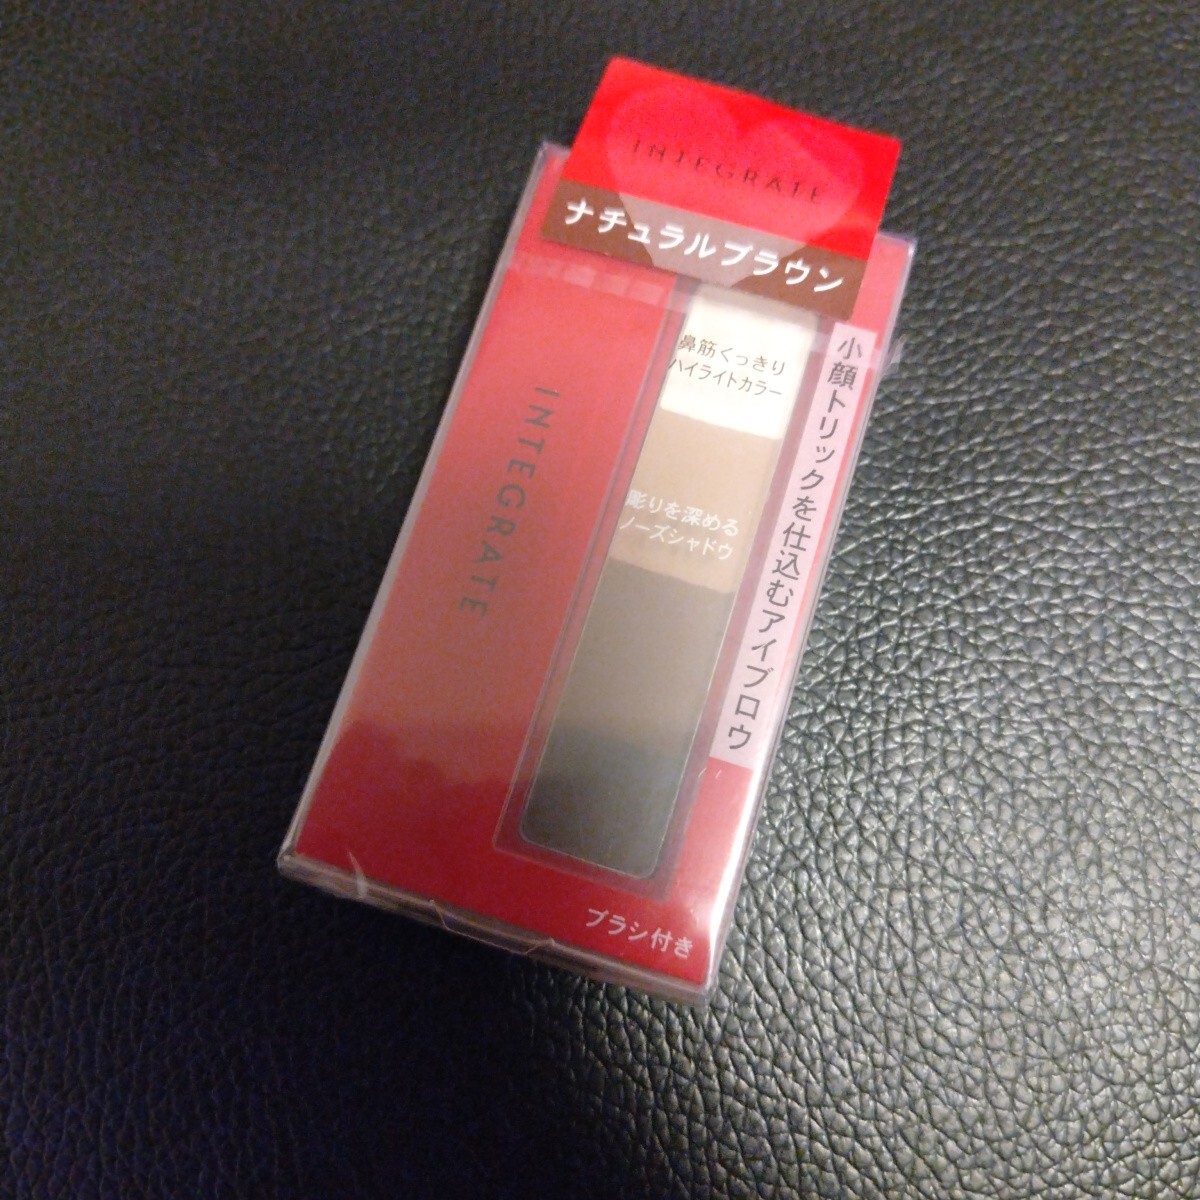 INTEGRATE
ナチュラルブラウン
鼻筋くっきり
ハイライトカラー
彫りを深める
ノーズシャドウ
小顔トリックを仕込むアイブロウ
INTEGRATE
ブラシ付き